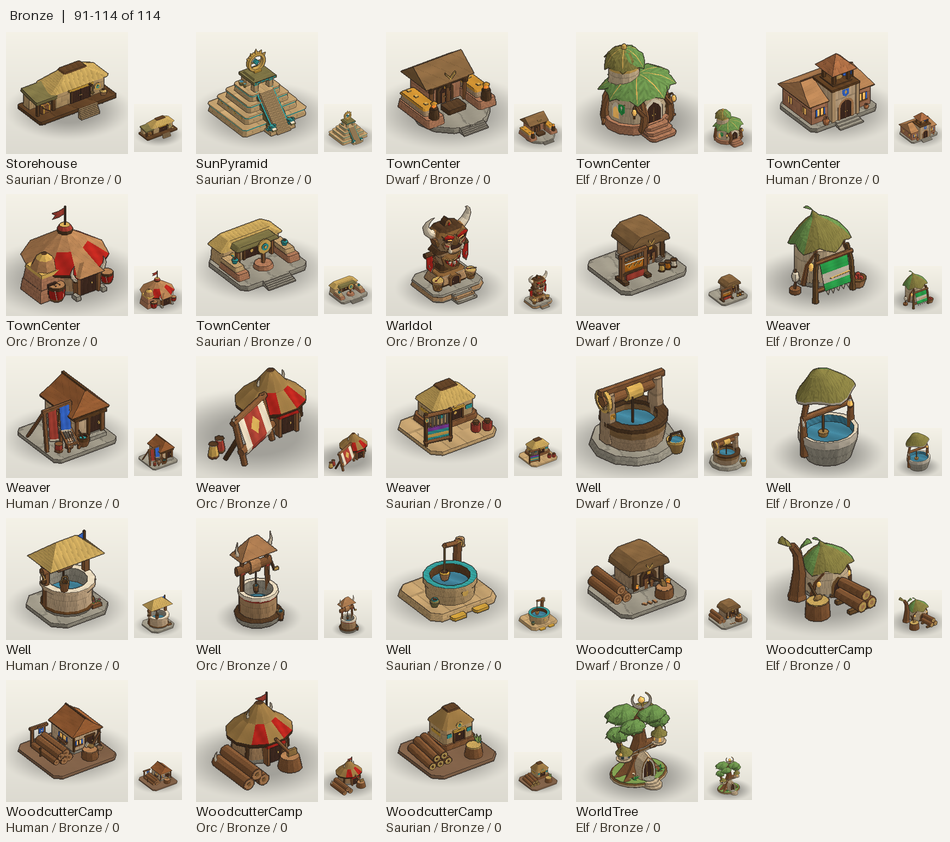 Bronze | 91-114 of 114
Storehouse
Saurian / Bronze / 0
SunPyramid
Saurian / Bronze / 0
TownCenter
Dwarf / Bronze / 0
TownCenter
Elf / Bronze / 0
TownCenter
Human / Bronze / 0
TownCenter
Orc / Bronze / 0
TownCenter
Saurian / Bronze / 0
WarIdol
Orc / Bronze / 0
Weaver
Dwarf / Bronze / 0
Weaver
Elf / Bronze / 0
Weaver
Human / Bronze / 0
Weaver
Orc / Bronze / 0
Weaver
Saurian / Bronze / 0
Well
Dwarf / Bronze / 0
Well
Elf / Bronze / 0
Well
Human / Bronze / 0
Well
Orc / Bronze / 0
Well
Saurian / Bronze / 0
WoodcutterCamp
Dwarf / Bronze / 0
WoodcutterCamp
Elf / Bronze / 0
WoodcutterCamp
Human / Bronze / 0
WoodcutterCamp
Orc / Bronze / 0
WoodcutterCamp
Saurian / Bronze / 0
WorldTree
Elf / Bronze / 0